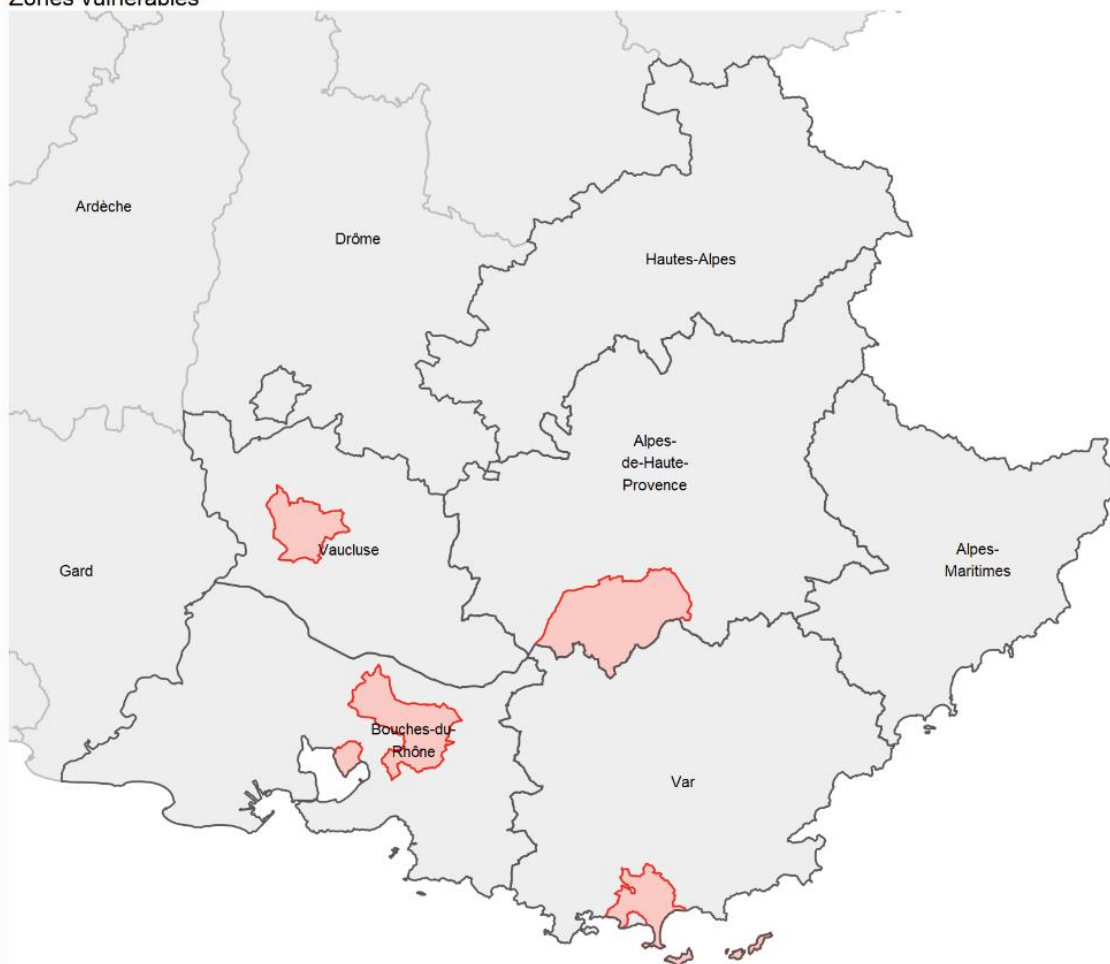 Zones vulnérables
Ardèche
Drôme
Hautes-Alpes
Alpes-
de-Haute-
Provence
Vaucluse
Gard
Alpes-
Maritimes
Bouches-du-
Rhône
Var